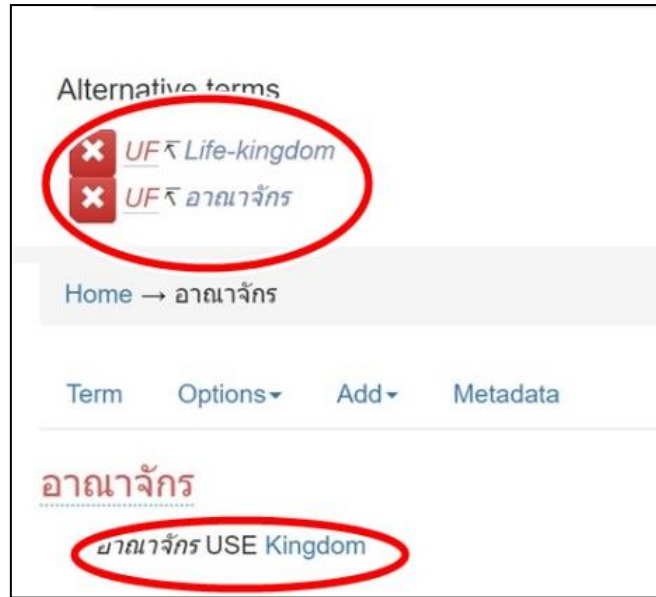 Alternative terms
UF ↸ Life-kingdom
UF ↸ อาณาจักร
Home → อาณาจักร
Term Options Add Metadata
อาณาจักร
อาณาจักร USE Kingdom